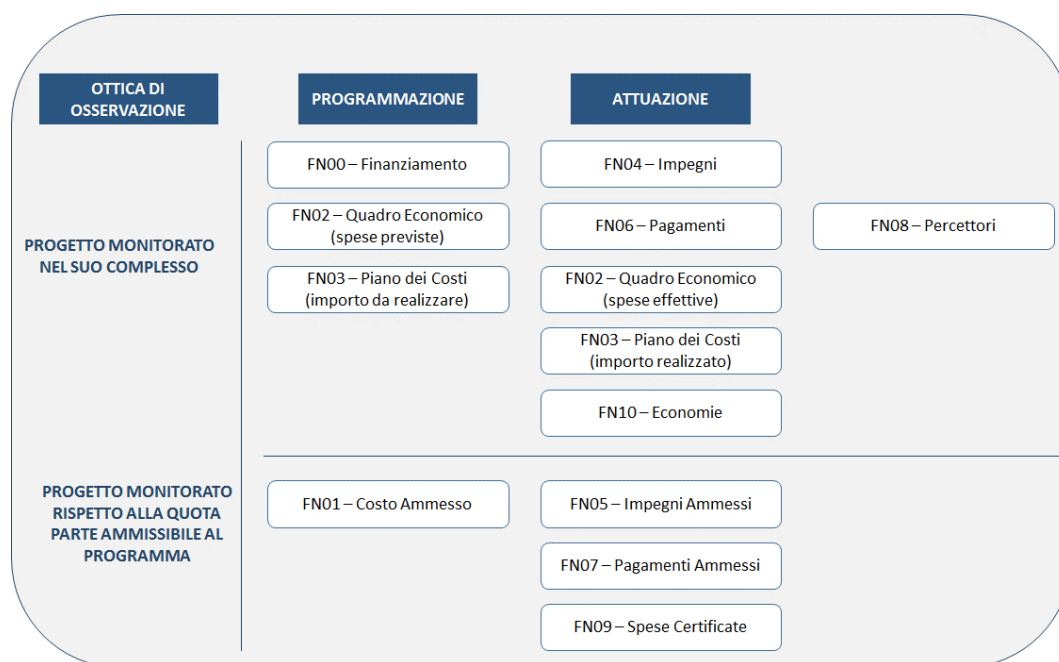 OTTICA DI
OSSERVAZIONE
PROGRAMMAZIONE
ATTUAZIONE
PROGETTO MONITORATO
NEL SUO COMPLESSO
FN00 – Finanziamento
FN04 – Impegni
FN02 – Quadro Economico
(spese previste)
FN06 – Pagamenti
FN08 – Percettori
FN03 – Piano dei Costi
(importo da realizzare)
FN02 – Quadro Economico
(spese effettive)
FN03 – Piano dei Costi
(importo realizzato)
FN10 – Economie
PROGETTO MONITORATO
RISPETTO ALLA QUOTA
PARTE AMMISSIBILE AL
PROGRAMMA
FN01 – Costo Ammesso
FN05 – Impegni Ammessi
FN07 – Pagamenti Ammessi
FN09 – Spese Certificate